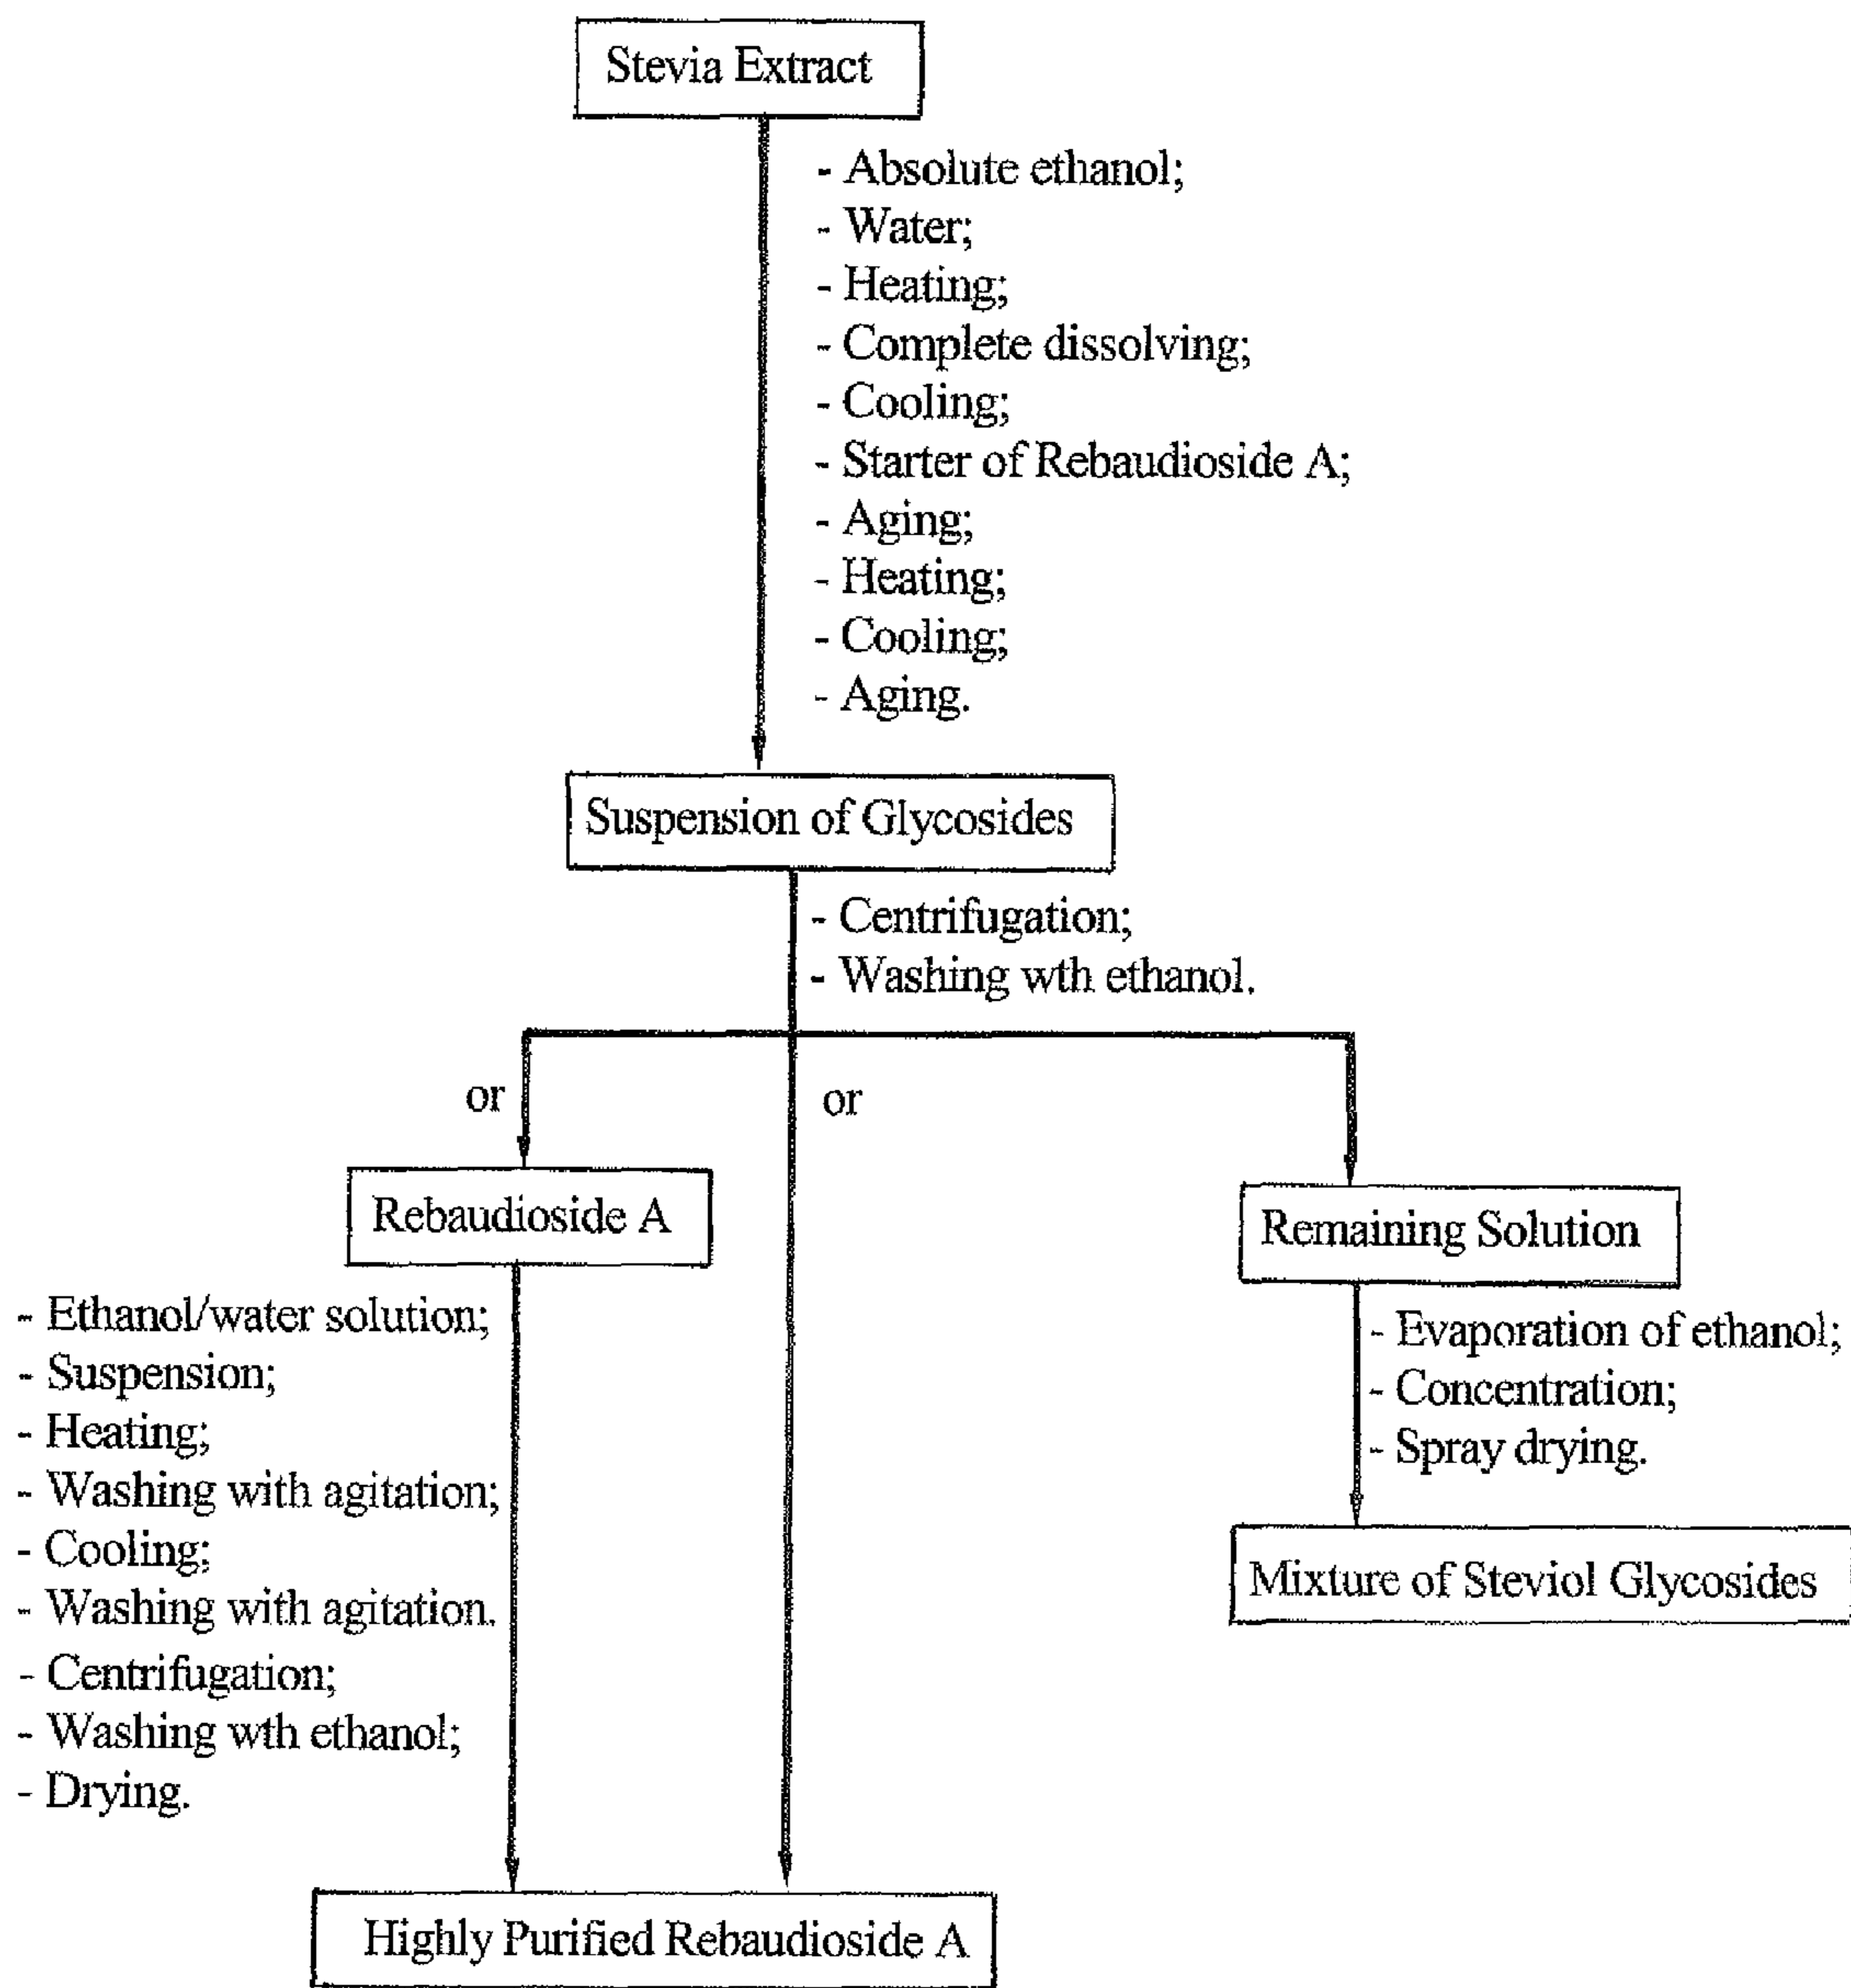 Stevia Extract
- Absolute ethanol;
- Water;
- Heating;
- Complete dissolving;
- Cooling;
- Starter of Rebaudioside A;
- Aging;
- Heating;
- Cooling;
- Aging.
Suspension of Glycosides
- Centrifugation;
- Washing wth ethanol.
or
or
Rebaudioside A
- Ethanol/water solution;
- Suspension;
- Heating;
- Washing with agitation;
- Cooling;
- Washing with agitation.
- Centrifugation;
- Washing wth ethanol;
- Drying.
Remaining Solution
- Evaporation of ethanol;
- Concentration;
- Spray drying.
Mixture of Steviol Glycosides
Highly Purified Rebaudioside A